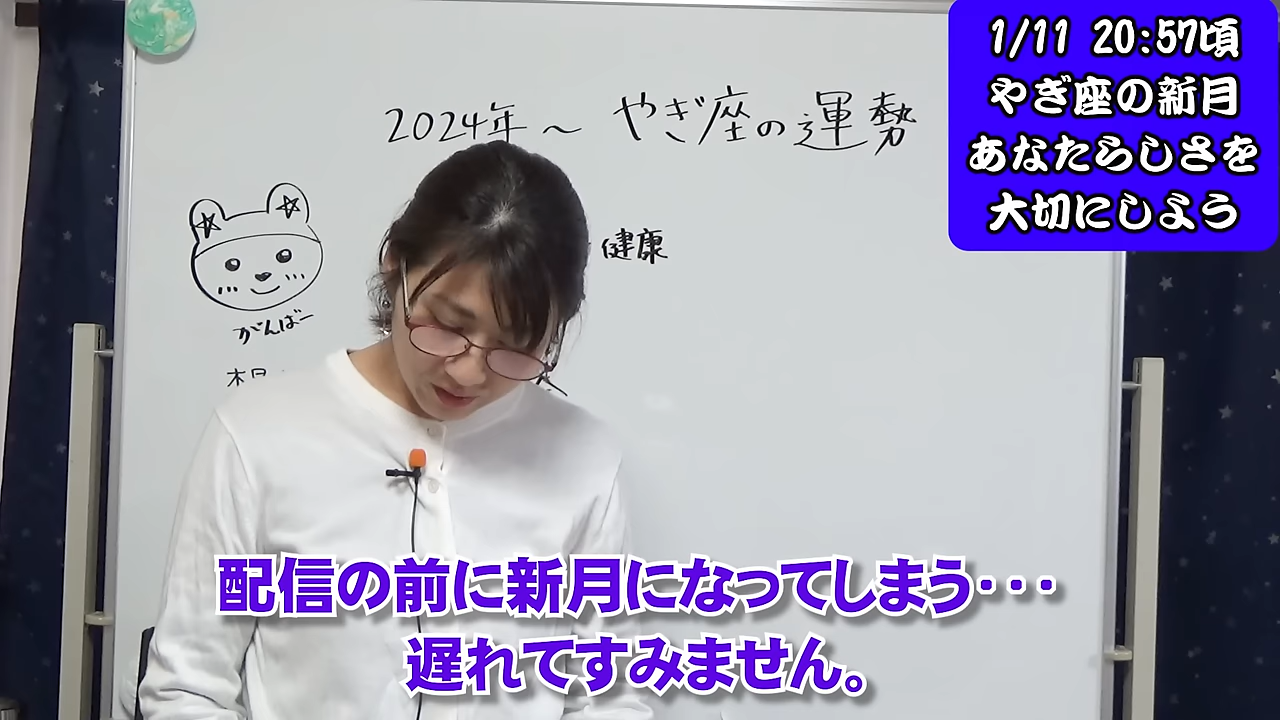 1/11 20:57頃
やぎ座の新月
あなたらしさを
大切にしよう
2024年～ やぎ座の運勢
健康
がんばー
配信の前に新月になってしまう・・・
遅れてすみません。